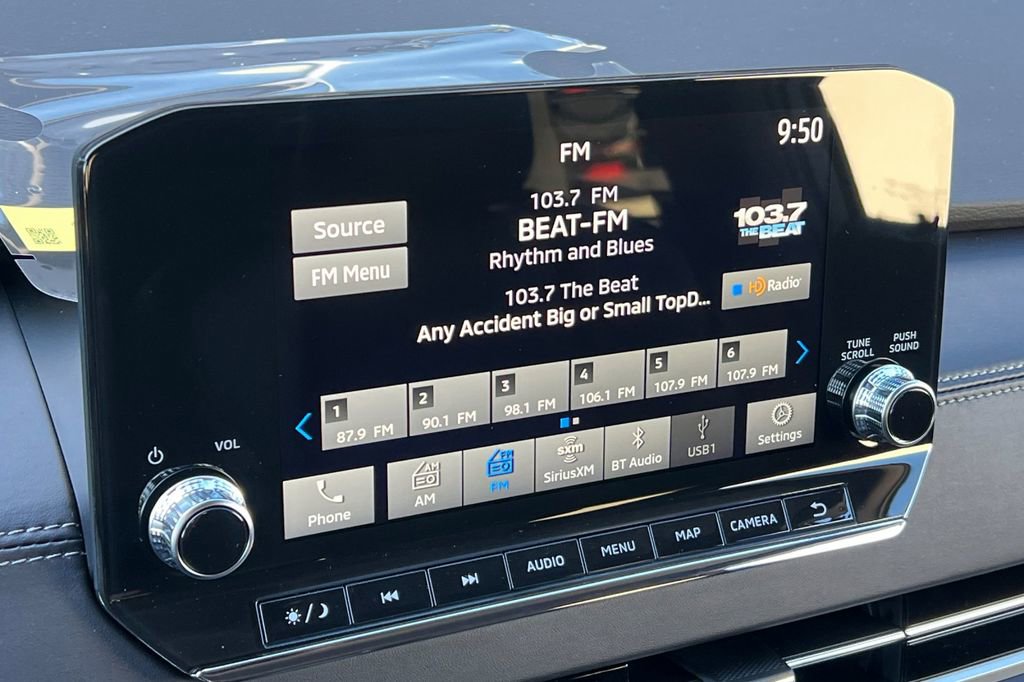 9:50
FM
103.7 FM
BEAT-FM
Rhythm and Blues
103.7
THE BEAT
Source
FM Menu
103.7 The Beat
Any Accident Big or Small TopD...
HD Radio
TUNE
SCROLL
PUSH
SOUND
1
87.9 FM
2
90.1 FM
3
98.1 FM
4
106.1 FM
5
107.9 FM
6
107.9 FM
VOL
Phone
AM
AM
FM
FM
sxm
SiriusXM
BT Audio
USB1
Settings
AUDIO
MENU
MAP
CAMERA